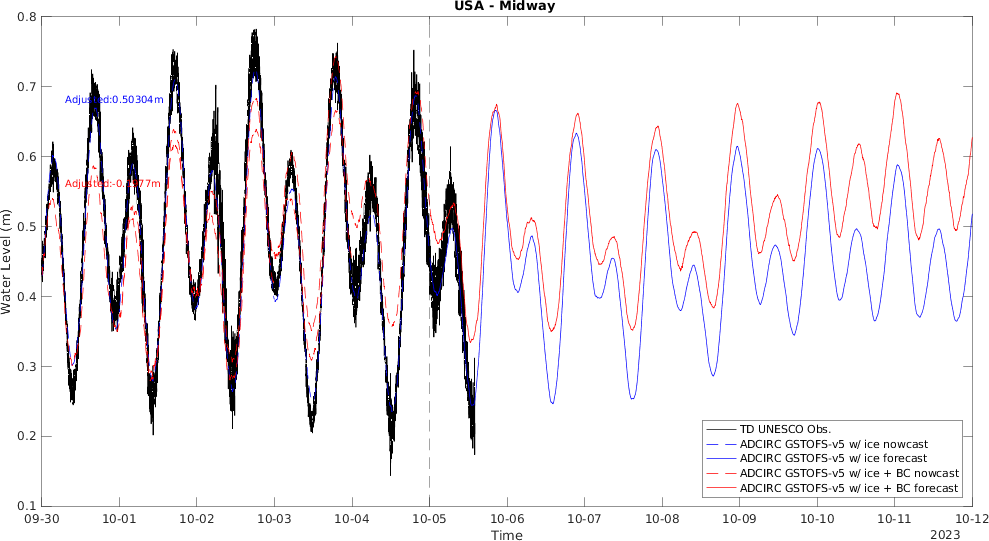 USA - Midway
0.8
0.7
0.6
0.5
0.4
0.3
0.2
0.1
Water Level (m)
Adjusted:0.50304m
09-30
10-01
10-02
10-03
10-04
10-05
10-06
10-07
10-08
10-09
10-10
10-11
10-12
Time
2023
TD UNESCO Obs.
ADCIRC GSTOFS-v5 w/ ice nowcast
ADCIRC GSTOFS-v5 w/ ice forecast
ADCIRC GSTOFS-v5 w/ ice + BC nowcast
ADCIRC GSTOFS-v5 w/ ice + BC forecast